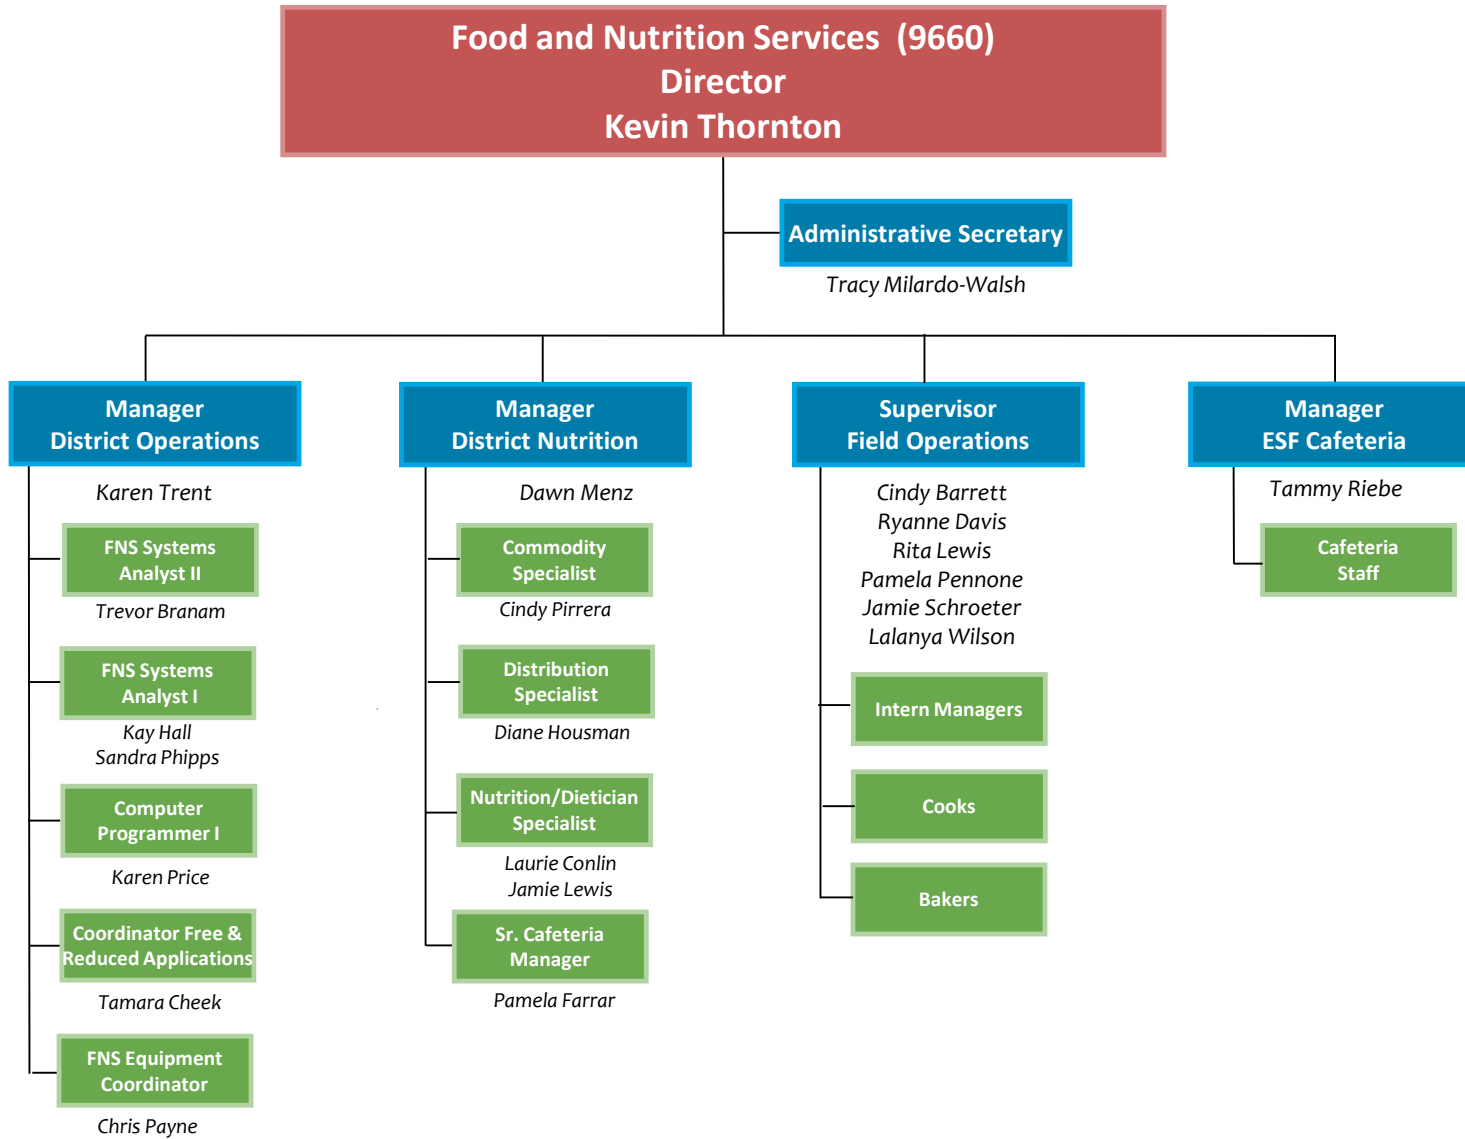 Food and Nutrition Services (9660)
Director
Kevin Thornton
Administrative Secretary
Tracy Milardo-Walsh
Manager
District Operations
Karen Trent
FNS Systems
Analyst II
Trevor Branam
FNS Systems
Analyst I
Kay Hall
Sandra Phipps
Computer
Programmer I
Karen Price
Coordinator Free &
Reduced Applications
Tamara Cheek
FNS Equipment
Coordinator
Chris Payne
Manager
District Nutrition
Dawn Menz
Commodity
Specialist
Cindy Pirrera
Distribution
Specialist
Diane Housman
Nutrition/Dietician
Specialist
Laurie Conlin
Jamie Lewis
Sr. Cafeteria
Manager
Pamela Farrar
Supervisor
Field Operations
Cindy Barrett
Ryanne Davis
Rita Lewis
Pamela Pennone
Jamie Schroeter
Lalanya Wilson
Intern Managers
Cooks
Bakers
Manager
ESF Cafeteria
Tammy Riebe
Cafeteria
Staff